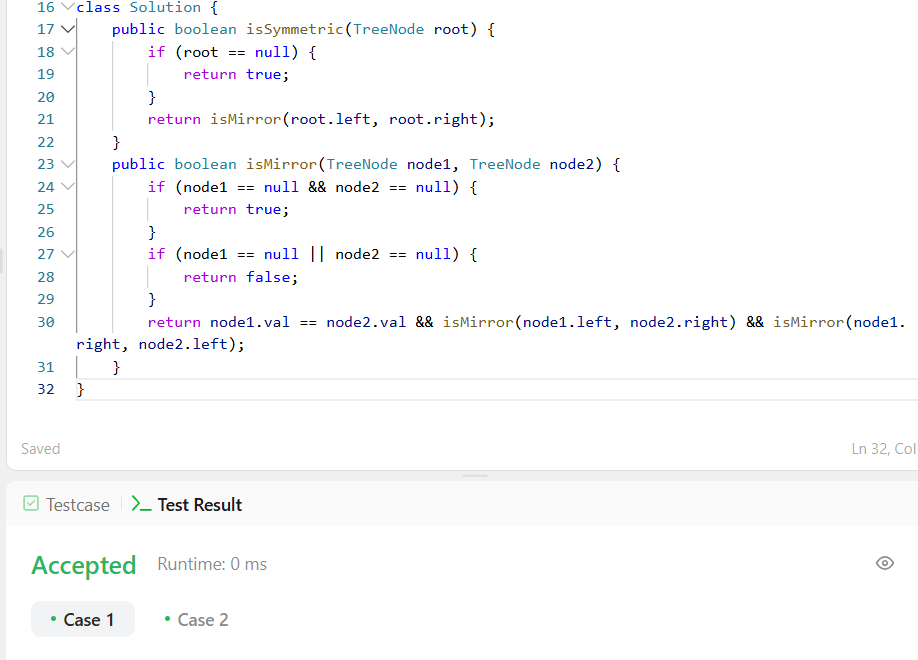 16 class Solution {
17     public boolean isSymmetric(TreeNode root) {
18         if (root == null) {
19             return true;
20         }
21         return isMirror(root.left, root.right);
22     }
23     public boolean isMirror(TreeNode node1, TreeNode node2) {
24         if (node1 == null && node2 == null) {
25             return true;
26         }
27         if (node1 == null || node2 == null) {
28             return false;
29         }
30         return node1.val == node2.val && isMirror(node1.left, node2.right) && isMirror(node1.
right, node2.left);
31     }
32 }
Saved Ln 32, Col
Testcase Test Result
Accepted Runtime: 0 ms
Case 1 Case 2